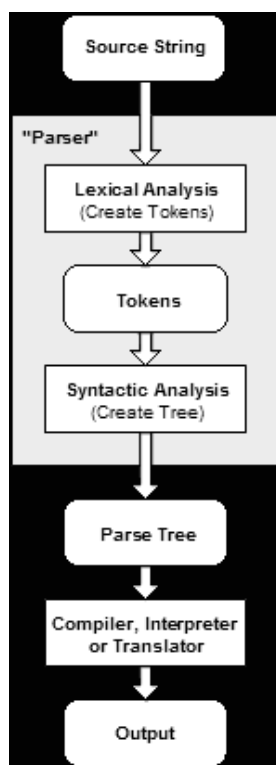 Source String
"Parser"
Lexical Analysis
(Create Tokens)
Tokens
Syntactic Analysis
(Create Tree)
Parse Tree
Compiler, Interpreter
or Translator
Output